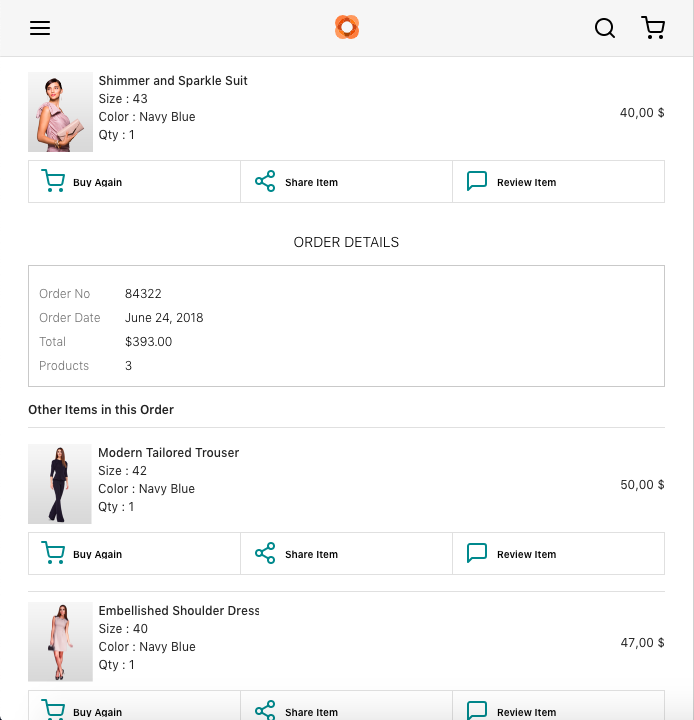 Shimmer and Sparkle Suit
Size : 43
Color : Navy Blue
Qty : 1
40,00 $
Buy Again
Share Item
Review Item
ORDER DETAILS
Order No 84322
Order Date June 24, 2018
Total $393.00
Products 3
Other Items in this Order
Modern Tailored Trouser
Size : 42
Color : Navy Blue
Qty : 1
50,00 $
Buy Again
Share Item
Review Item
Embellished Shoulder Dress
Size : 40
Color : Navy Blue
Qty : 1
47,00 $
Buy Again
Share Item
Review Item